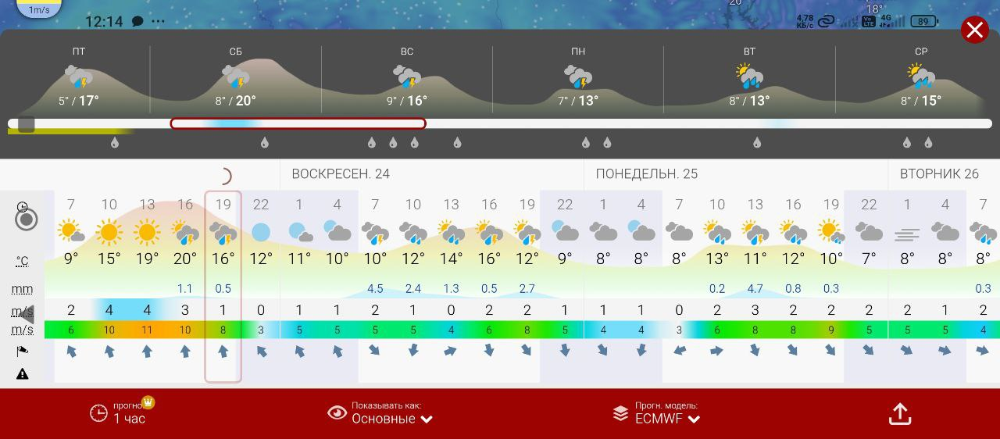 1m/s
20
18°
12:14
4,78
КБ/с
Vo
LTE
4G
89
ПТ СБ ВС ПН ВТ СР
5° / 17° 8° / 20° 9° / 16° 7° / 13° 8° / 13° 8° / 15°
ВОСКРЕСЕН. 24 ПОНЕДЕЛЬН. 25 ВТОРНИК 26
7 10 13 16 19 22 1 4 7 10 13 16 19 22 1 4 7 10 13 16 19 22 1 4 7
°C 9° 15° 19° 20° 16° 12° 11° 10° 10° 12° 14° 16° 12° 9° 8° 8° 8° 13° 11° 12° 10° 7° 8° 8° 8°
mm 1.1 0.5 4.5 2.4 1.3 0.5 2.7 0.2 4.7 0.8 0.3 0.3
m/s 2 4 4 3 1 0 1 1 2 1 0 2 2 1 1 1 0 2 3 2 2 2 2 1 2
m/s 6 10 11 10 8 3 5 5 5 5 4 6 8 5 4 4 3 6 8 8 9 5 5 5 4
прогно
1 час
Показывать как:
Основные
Прогн. модель:
ECMWF